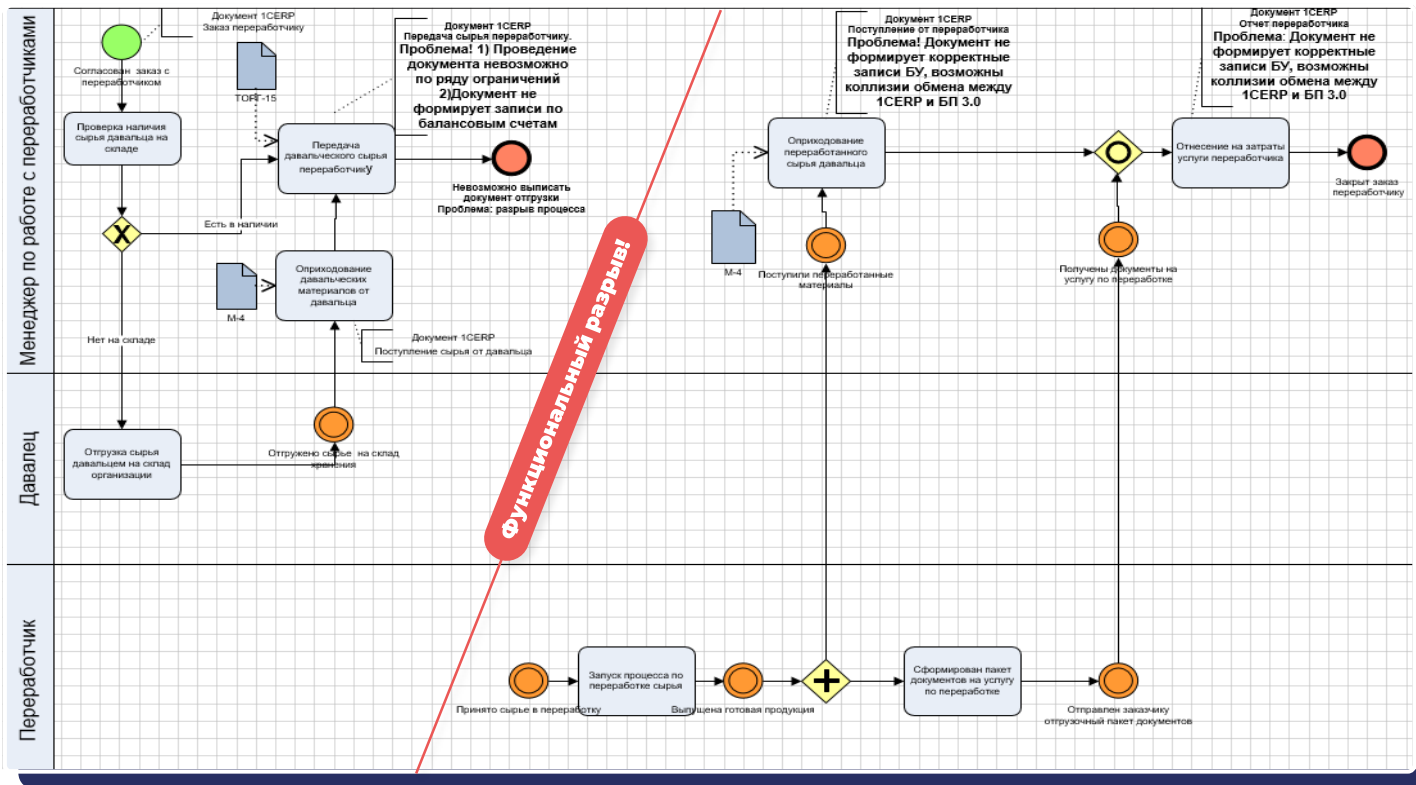 Менеджер по работе с переработчиками
Документ 1CERP
Заказ переработчику
Согласован заказ с
переработчиком
ТОРГ-15
Документ 1CERP
Передача сырья переработчику.
Проблема! 1) Проведение
документа невозможно
по ряду ограничений
2)Документ не
формирует записи по
балансовым счетам
Проверка наличия
сырья давальца на
складе
Передача
давальческого сырья
переработчику
Невозможно выписать
документ отгрузки
Проблема: разрыв процесса
X
Есть в наличии
Оприходование
давальческих
материалов от
давальца
М-4
Нет на складе
Документ 1CERP
Поступление сырья от давальца
Функциональный разрыв!
Документ 1CERP
Поступление от переработчика
Проблема! Документ не
формирует корректные
записи БУ, возможны
коллизии обмена между
1CERP и БП 3.0
Документ 1CERP
Отчет переработчика
Проблема: Документ не
формирует корректные
записи БУ, возможны
коллизии обмена между
1CERP и БП 3.0
Оприходование
переработанного
сырья давальца
Отнесение на затраты
услуги переработчика
Закрыт заказ
переработчику
М-4
Поступили переработанные
материалы
Получены документы на
услугу по переработке
Давалец
Отгрузка сырья
давальцем на склад
организации
Отгружено сырье на склад
хранения
Переработчик
Принято сырье в переработку
Запуск процесса по
переработке сырья
Выпущена готовая продукция
Сформирован пакет
документов на услугу
по переработке
Отправлен заказчику
отгрузочный пакет документов